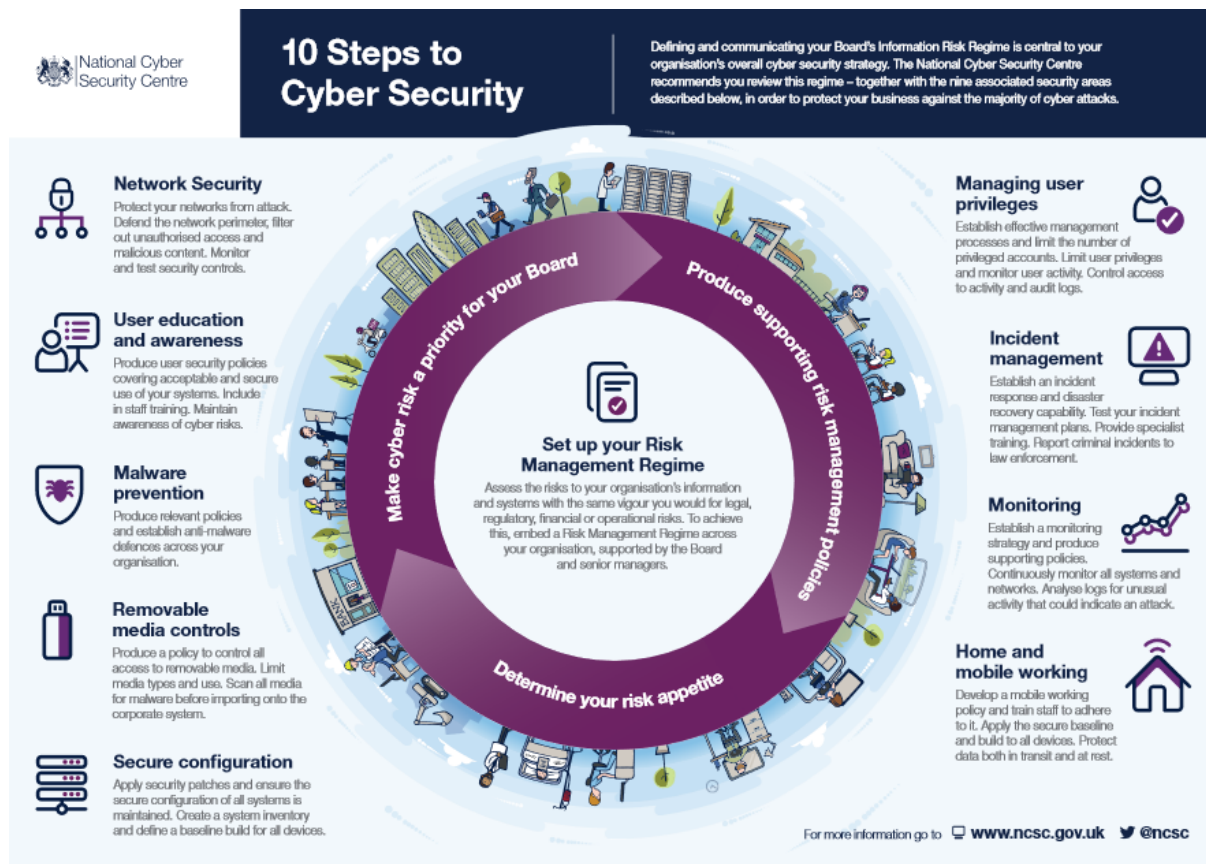 National Cyber
Security Centre
10 Steps to
Cyber Security
Defining and communicating your Board's Information Risk Regime is central to your
organisation's overall cyber security strategy. The National Cyber Security Centre
recommends you review this regime – together with the nine associated security areas
described below, in order to protect your business against the majority of cyber attacks.
Network Security
Protect your networks from attack.
Defend the network perimeter, filter
out unauthorised access and
malicious content. Monitor
and test security controls.
User education
and awareness
Produce user security policies
covering acceptable and secure
use of your systems. Include
in staff training. Maintain
awareness of cyber risks.
Malware
prevention
Produce relevant policies
and establish anti-malware
defences across your
organisation.
Removable
media controls
Produce a policy to control all
access to removable media. Limit
media types and use. Scan all media
for malware before importing onto the
corporate system.
Secure configuration
Apply security patches and ensure the
secure configuration of all systems is
maintained. Create a system inventory
and define a baseline build for all devices.
Make cyber risk a priority for your Board
Produce supporting risk management policies
Determine your risk appetite
BANK
Set up your Risk
Management Regime
Assess the risks to your organisation's information
and systems with the same vigour you would for legal,
regulatory, financial or operational risks. To achieve
this, embed a Risk Management Regime across
your organisation, supported by the Board
and senior managers.
Managing user
privileges
Establish effective management
processes and limit the number of
privileged accounts. Limit user privileges
and monitor user activity. Control access
to activity and audit logs.
Incident
management
Establish an incident
response and disaster
recovery capability. Test your incident
management plans. Provide specialist
training. Report criminal incidents to
law enforcement.
Monitoring
Establish a monitoring
strategy and produce
supporting policies.
Continuously monitor all systems and
networks. Analyse logs for unusual
activity that could indicate an attack.
Home and
mobile working
Develop a mobile working
policy and train staff to adhere
to it. Apply the secure baseline
and build to all devices. Protect
data both in transit and at rest.
For more information go to www.ncsc.gov.uk @ncsc